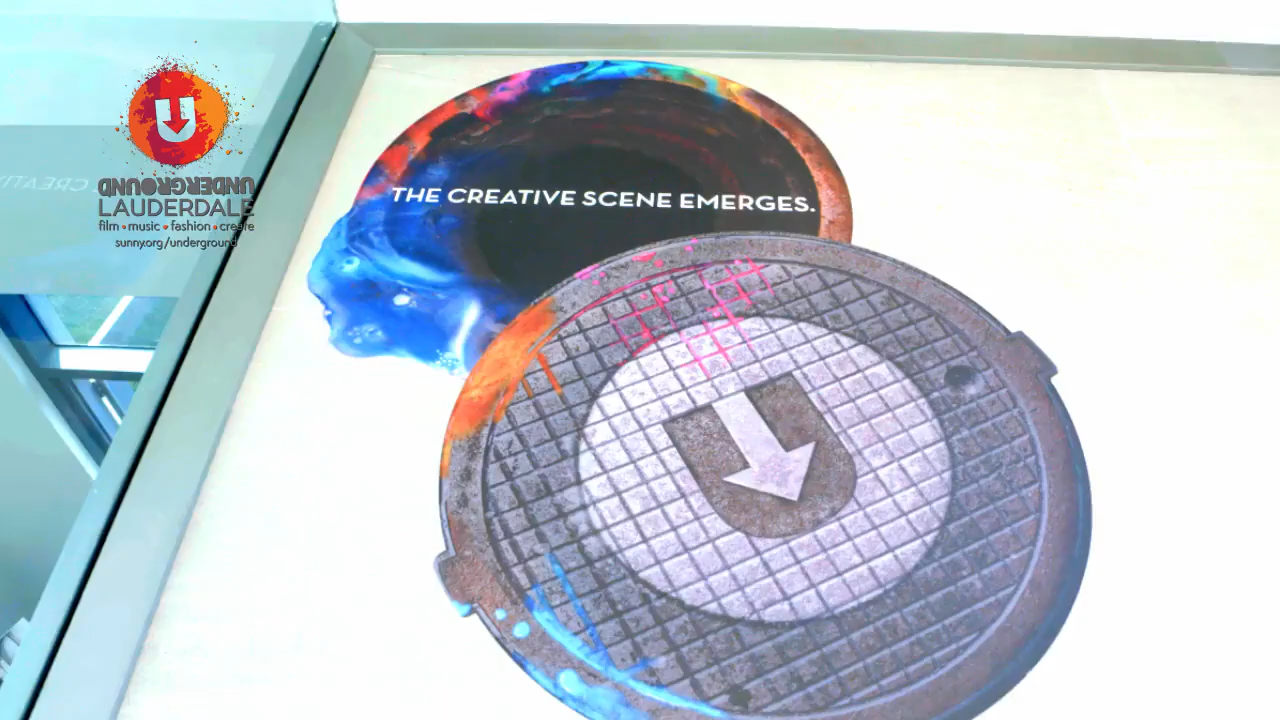 U
UNDERGROUND
LAUDERDALE
film • music • fashion • create
sunny.org/underground
THE CREATIVE SCENE EMERGES.